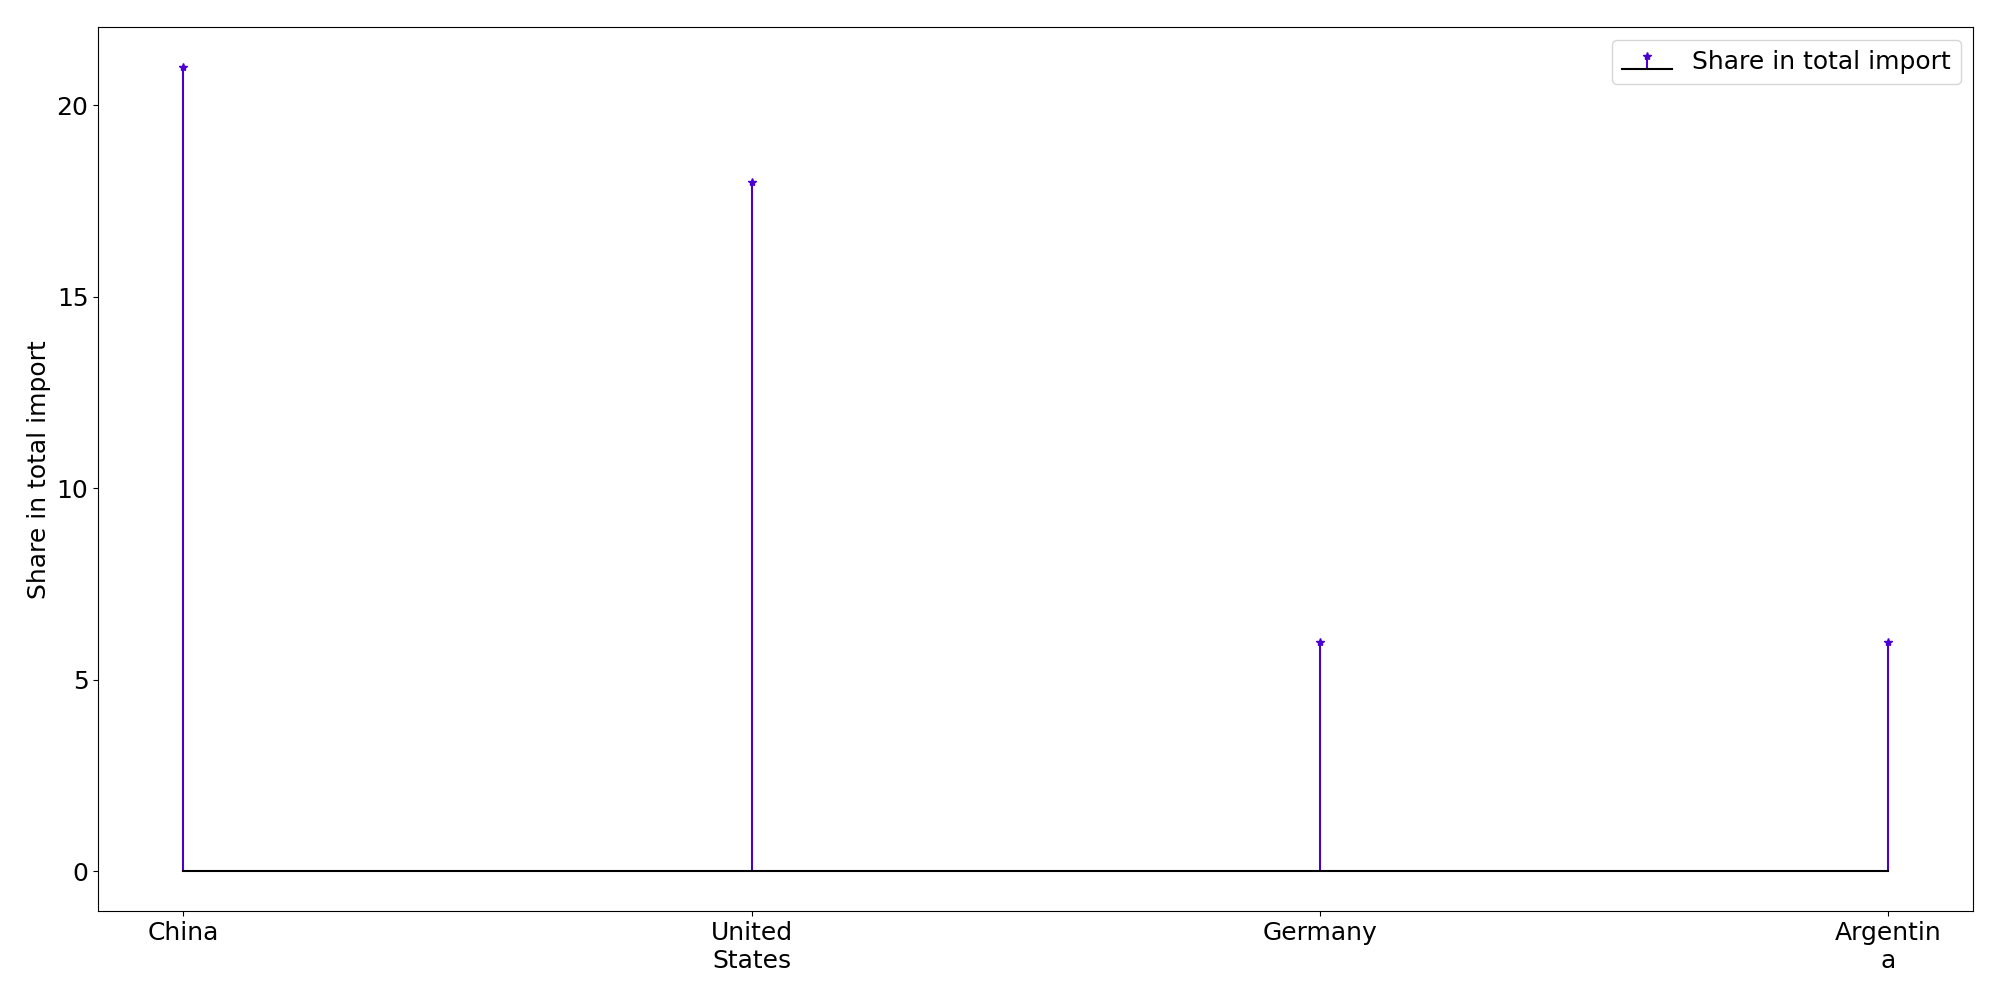 Share in total import
20
15
10
5
0
Share in total import
China
United
States
Germany
Argentin
a